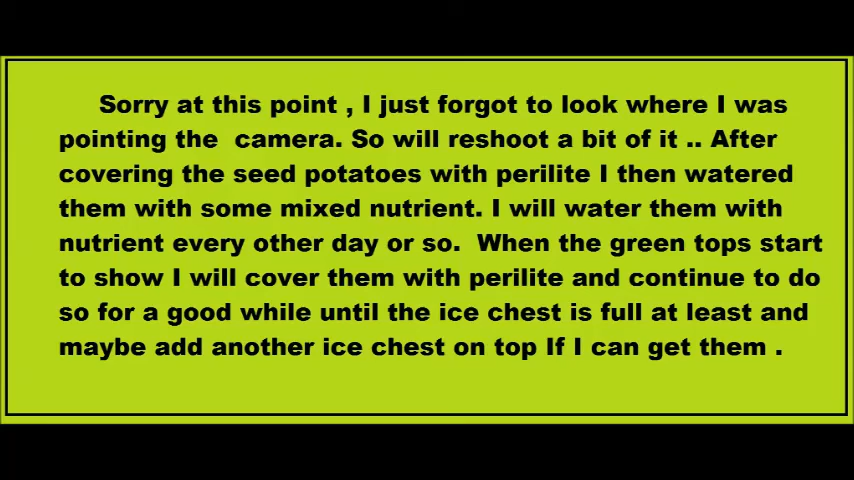 Sorry at this point , I just forgot to look where I was
pointing the  camera. So will reshoot a bit of it .. After
covering the seed potatoes with perilite I then watered
them with some mixed nutrient. I will water them with
nutrient every other day or so.  When the green tops start
to show I will cover them with perilite and continue to do
so for a good while until the ice chest is full at least and
maybe add another ice chest on top If I can get them .